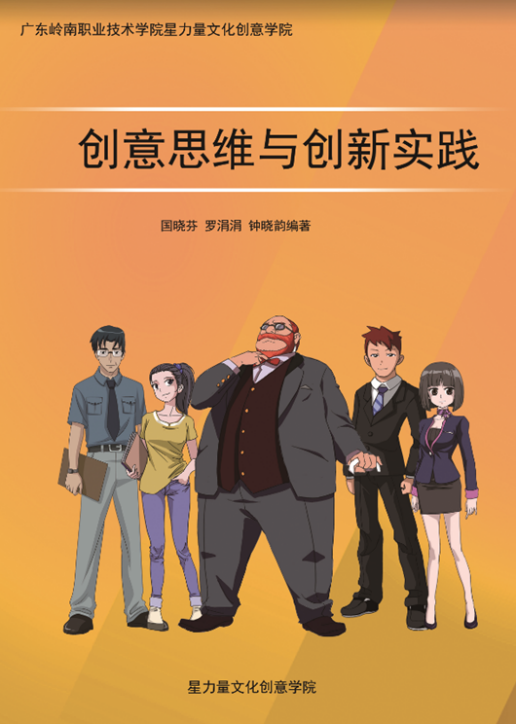 广东岭南职业技术学院星力量文化创意学院
创意思维与创新实践
国晓芬 罗涓涓 钟晓韵编著
星力量文化创意学院